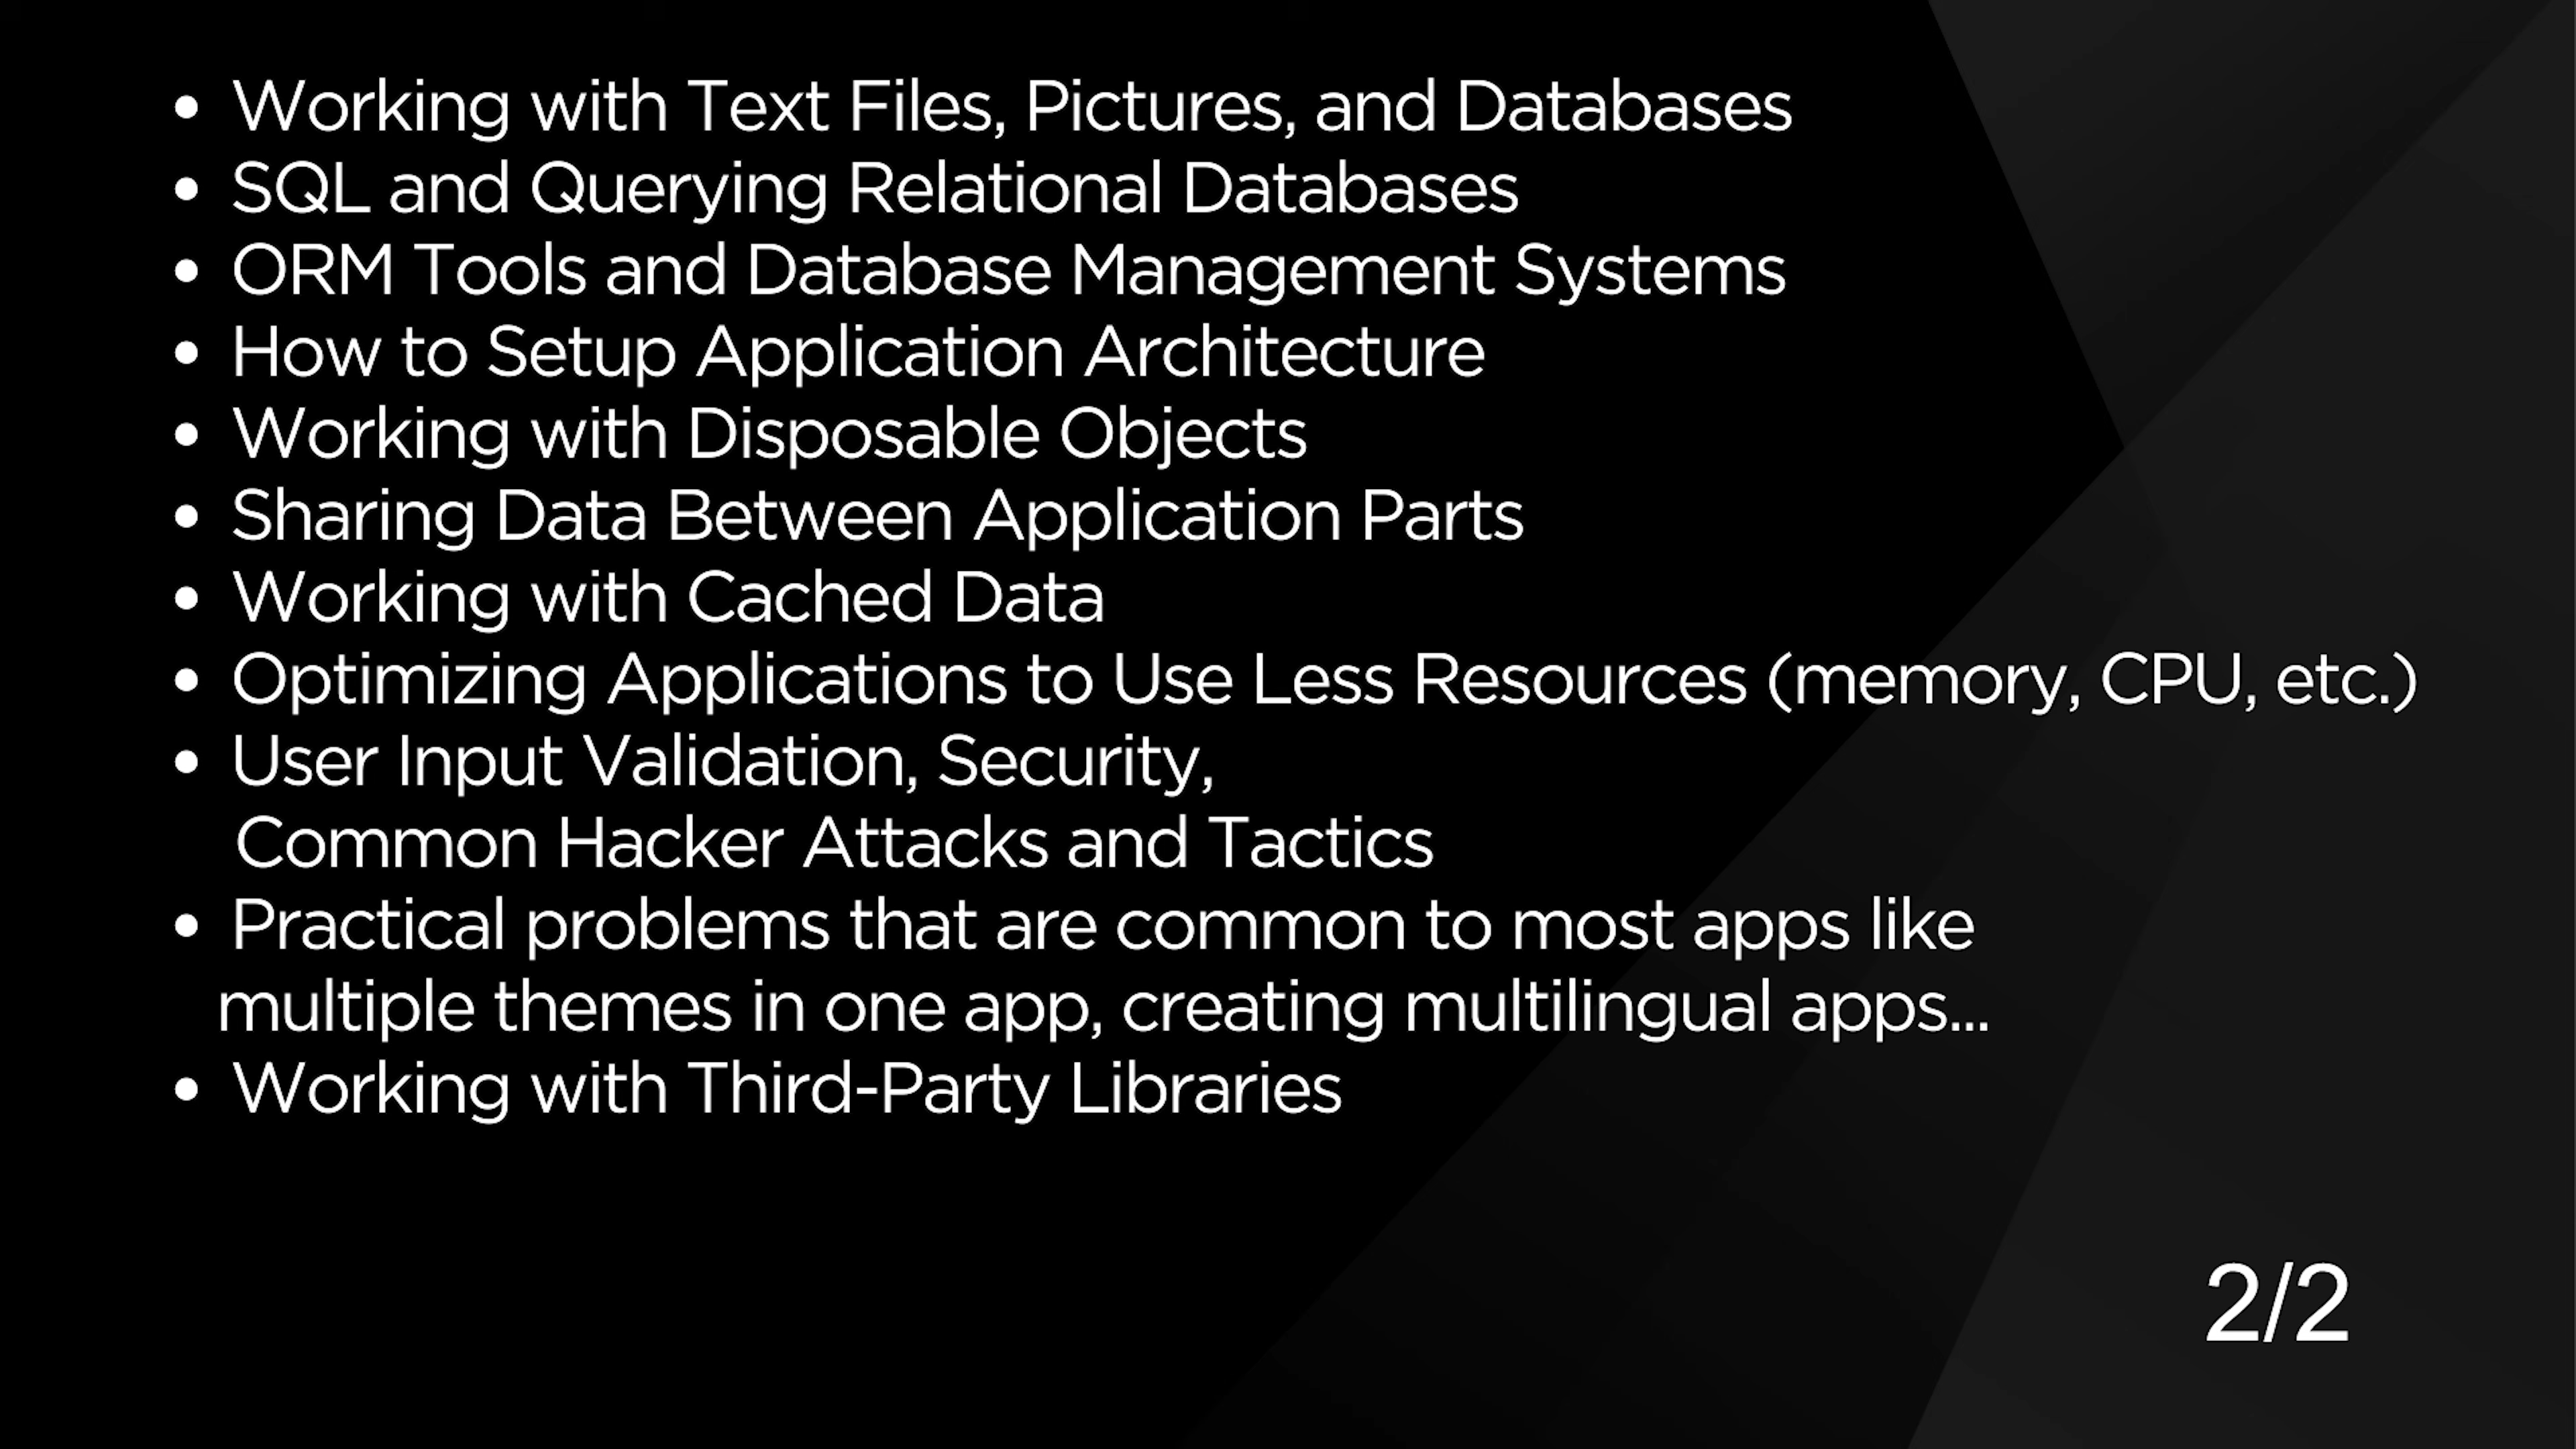 • Working with Text Files, Pictures, and Databases
• SQL and Querying Relational Databases
• ORM Tools and Database Management Systems
• How to Setup Application Architecture
• Working with Disposable Objects
• Sharing Data Between Application Parts
• Working with Cached Data
• Optimizing Applications to Use Less Resources (memory, CPU, etc.)
• User Input Validation, Security,
Common Hacker Attacks and Tactics
• Practical problems that are common to most apps like
multiple themes in one app, creating multilingual apps...
• Working with Third-Party Libraries
2/2